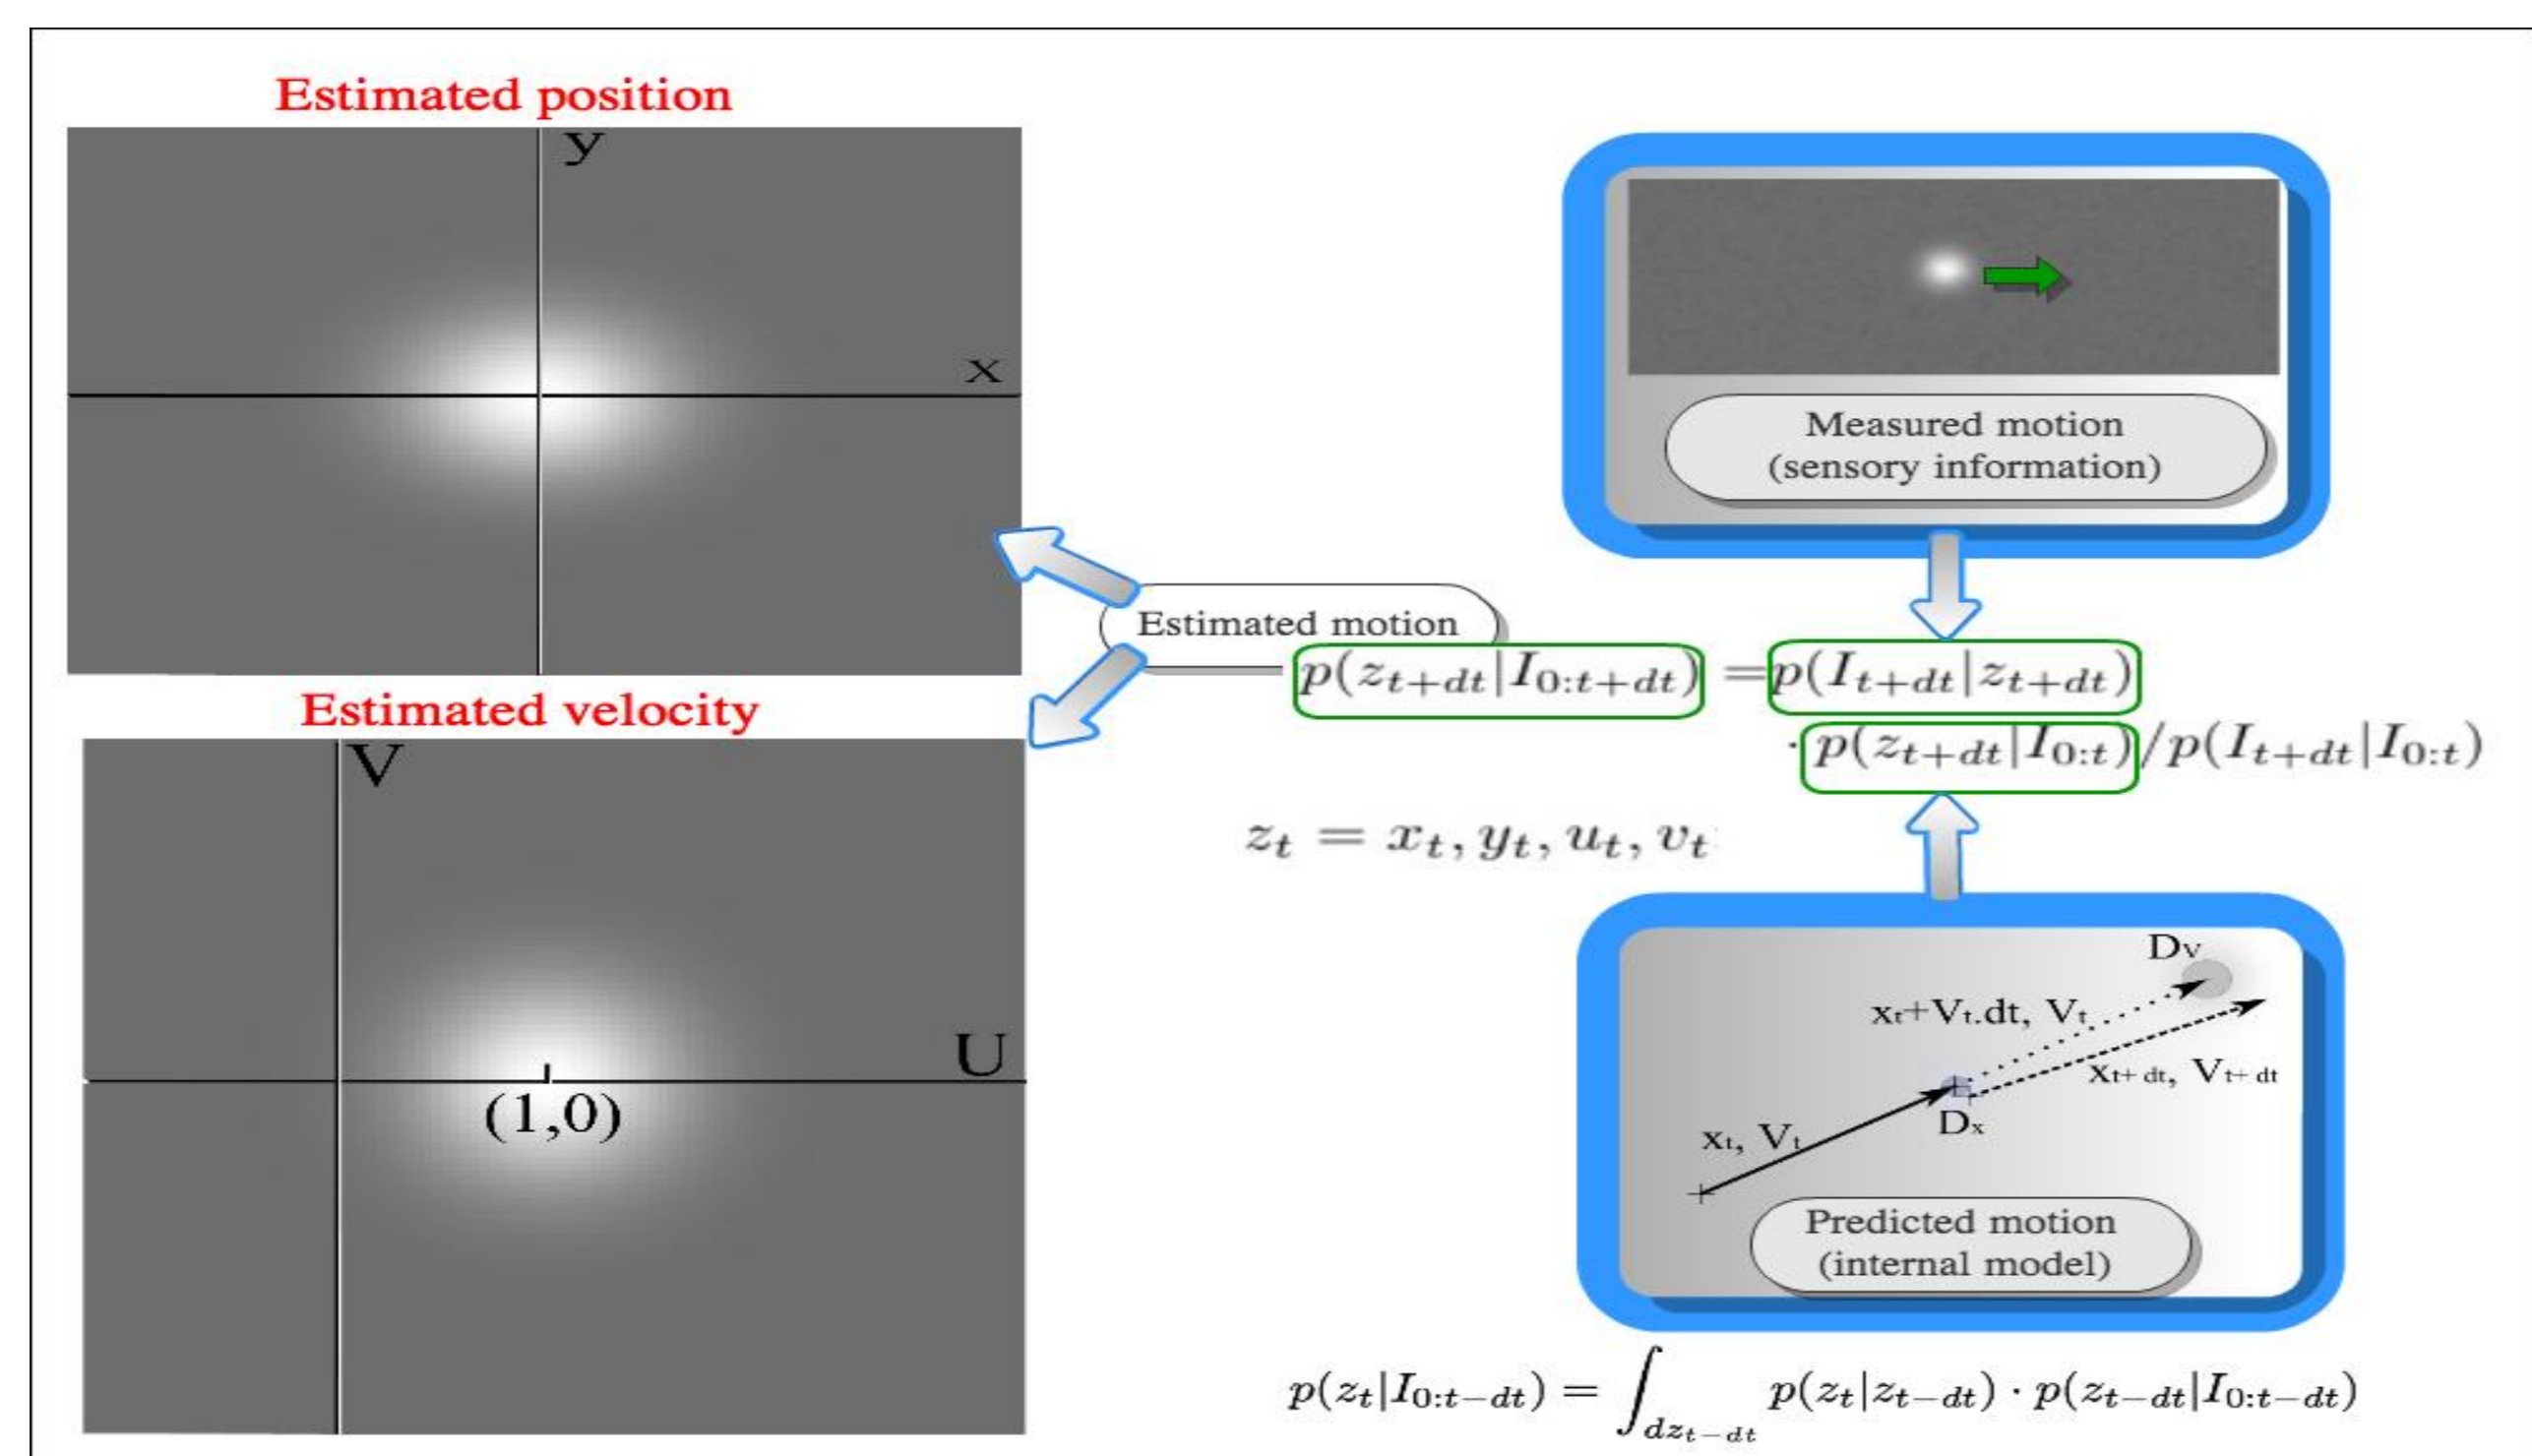 Estimated position
y
x
Measured motion
(sensory information)
Estimated motion
p(z_{t+dt}|I_{0:t+dt}) = p(I_{t+dt}|z_{t+dt})
· p(z_{t+dt}|I_{0:t})/p(I_{t+dt}|I_{0:t})
z_t = x_t, y_t, u_t, v_t
Estimated velocity
V
U
(1,0)
D_V
x_t+V_t.dt, V_t
x_{t+dt}, V_{t+dt}
D_x
x_t, V_t
Predicted motion
(internal model)
p(z_t|I_{0:t−dt}) = ∫_{dz_{t−dt}} p(z_t|z_{t−dt}) · p(z_{t−dt}|I_{0:t−dt})